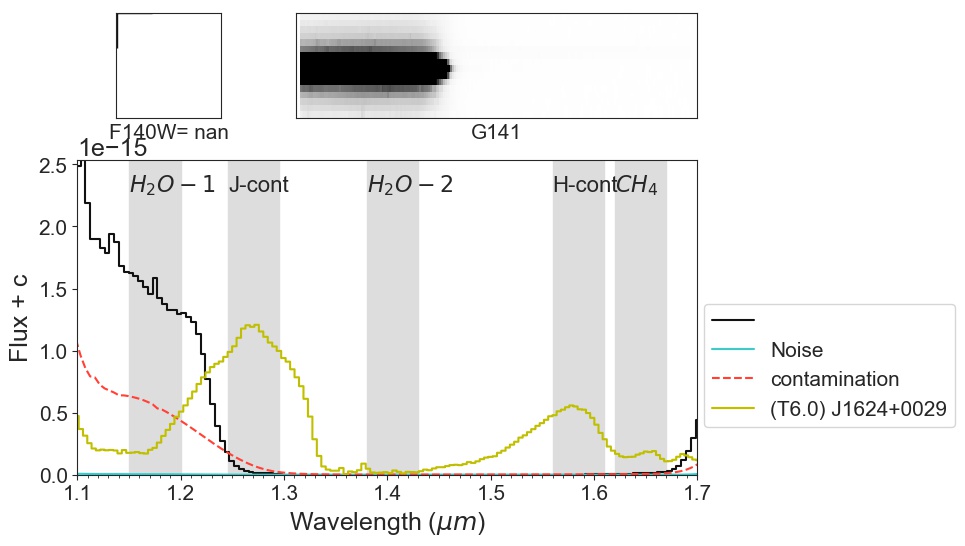 F140W= nan
G141
1e−15
H₂O − 1 J-cont H₂O − 2 H-cont CH₄
2.5
2.0
1.5
1.0
0.5
0.0
Flux + c
1.1 1.2 1.3 1.4 1.5 1.6 1.7
Wavelength (μm)
Noise
contamination
(T6.0) J1624+0029